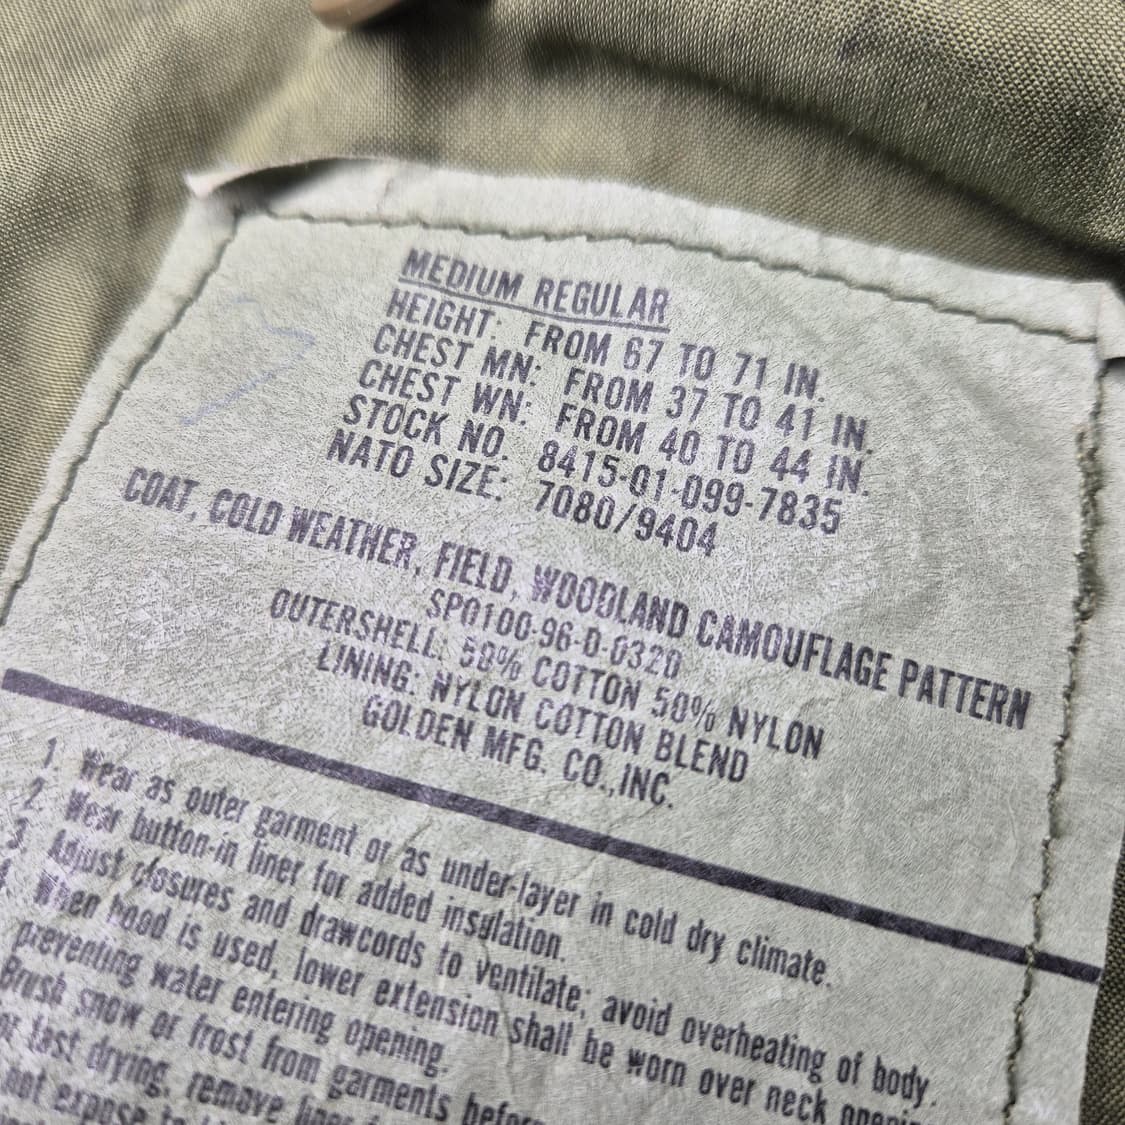 MEDIUM REGULAR
HEIGHT: FROM 67 TO 71 IN.
CHEST MN: FROM 37 TO 41 IN.
CHEST WN: FROM 40 TO 44 IN.
STOCK NO. 8415-01-099-7835
NATO SIZE: 7080/9404
COAT, COLD WEATHER, FIELD, WOODLAND CAMOUFLAGE PATTERN
SP0100-96-D-0320
OUTERSHELL: 50% COTTON 50% NYLON
LINING: NYLON COTTON BLEND
GOLDEN MFG. CO.,INC.
1. Wear as outer garment or as under-layer in cold dry climate.
2. Wear button-in liner for added insulation.
3. Adjust closures and drawcords to ventilate; avoid overheating of body.
When hood is used, lower extension shall be worn over neck
preventing water entering opening.
Brush snow or frost from garments
fast drying, remove
not expose to